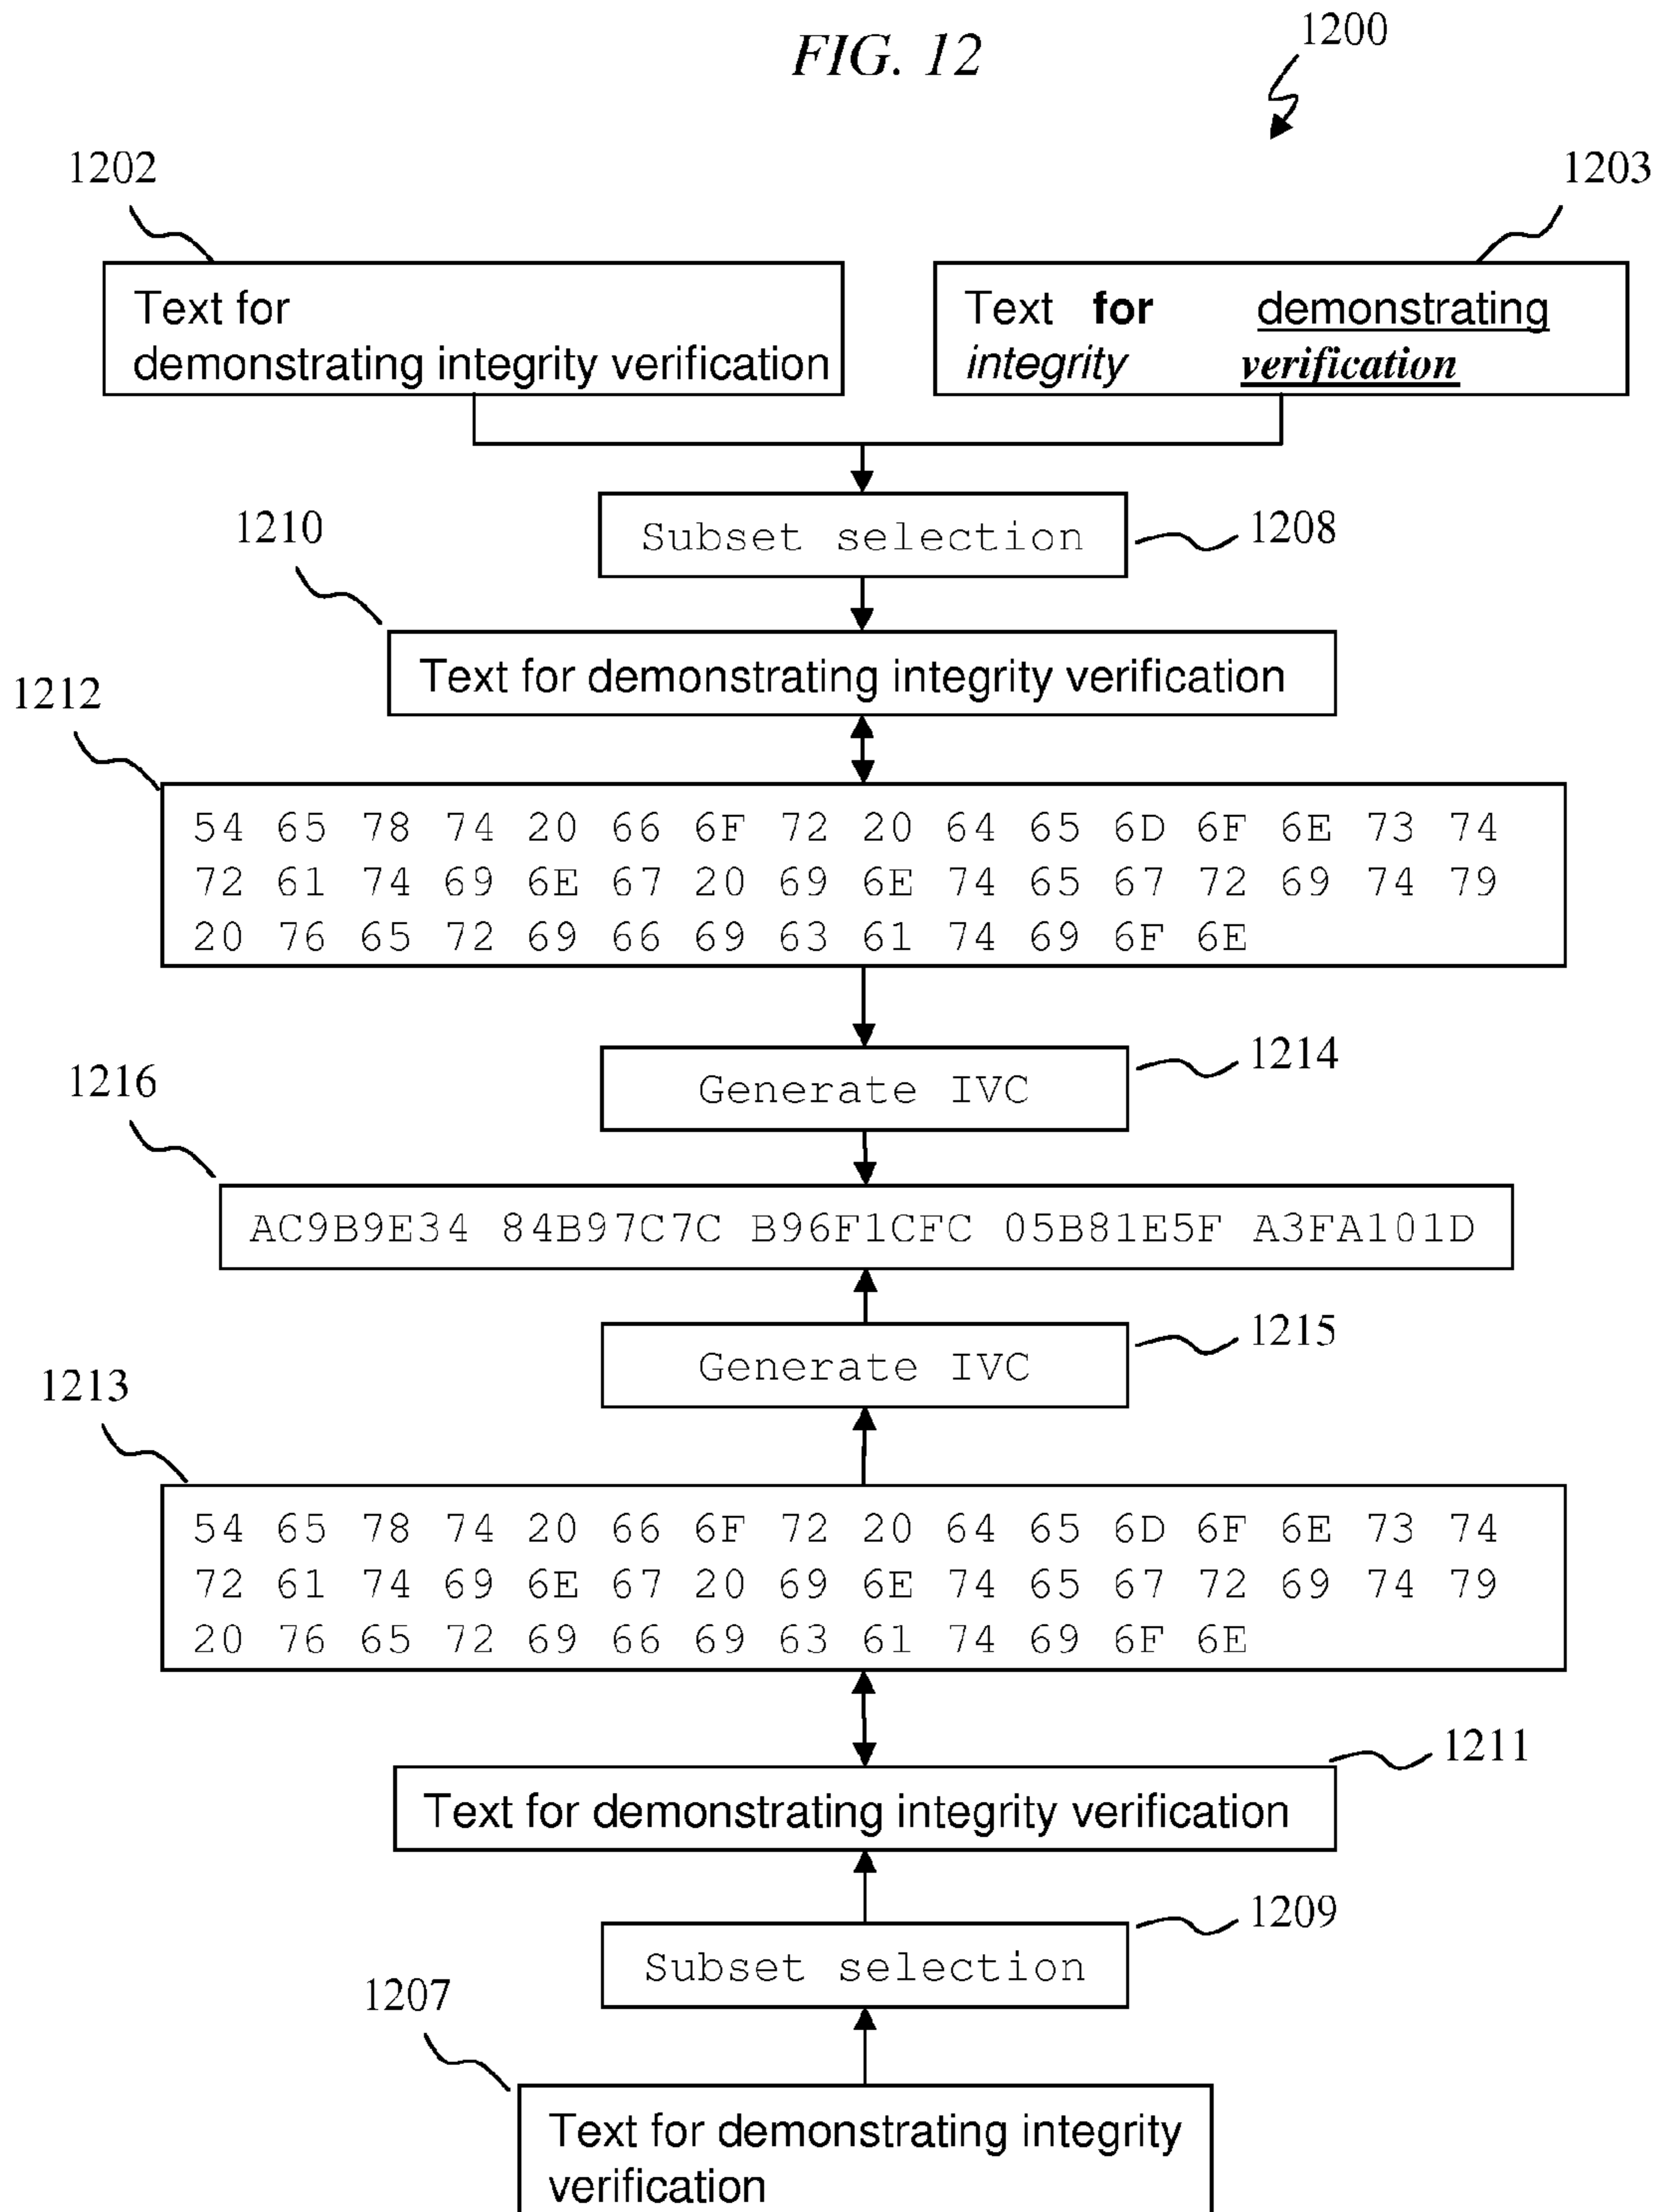 FIG. 12
1200
1202
1203
Text for
demonstrating integrity verification
Text for demonstrating
integrity verification
1208
Subset selection
1210
Text for demonstrating integrity verification
1212
54 65 78 74 20 66 6F 72 20 64 65 6D 6F 6E 73 74
72 61 74 69 6E 67 20 69 6E 74 65 67 72 69 74 79
20 76 65 72 69 66 69 63 61 74 69 6F 6E
1214
Generate IVC
1216
AC9B9E34 84B97C7C B96F1CFC 05B81E5F A3FA101D
1215
Generate IVC
1213
54 65 78 74 20 66 6F 72 20 64 65 6D 6F 6E 73 74
72 61 74 69 6E 67 20 69 6E 74 65 67 72 69 74 79
20 76 65 72 69 66 69 63 61 74 69 6F 6E
1211
Text for demonstrating integrity verification
1209
Subset selection
1207
Text for demonstrating integrity
verification